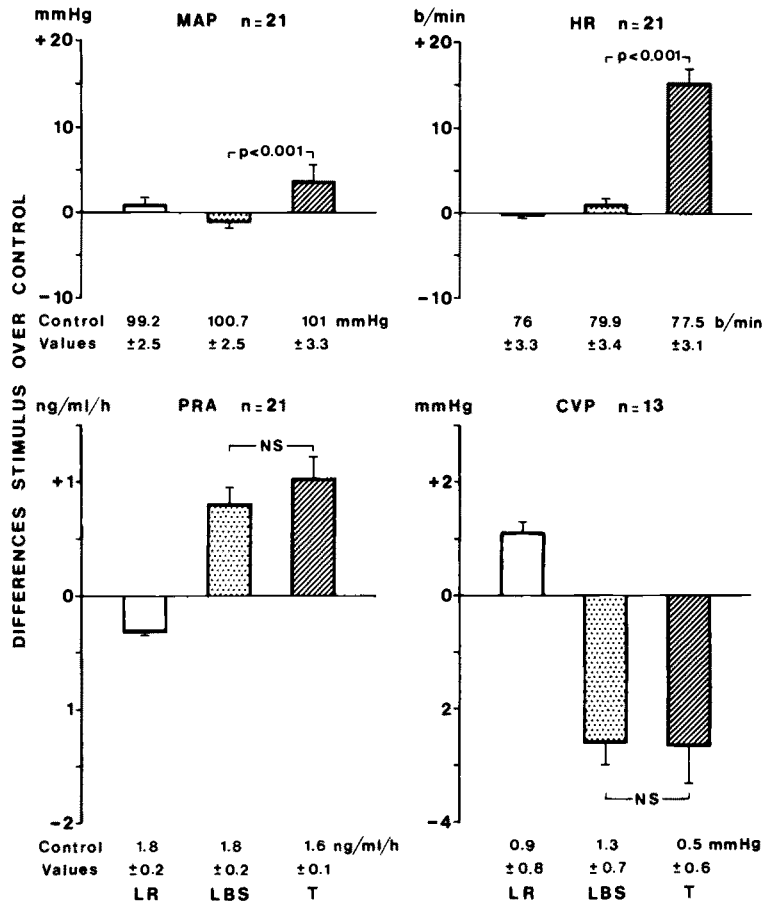 DIFFERENCES STIMULUS OVER CONTROL
mmHg MAP n=21
+20
10
0
−10
p<0.001
Control 99.2 100.7 101 mmHg
Values ±2.5 ±2.5 ±3.3
b/min HR n=21
+20
10
0
−10
p<0.001
76 79.9 77.5 b/min
±3.3 ±3.4 ±3.1
ng/ml/h PRA n=21
+1
0
1
−2
NS
Control 1.8 1.8 1.6 ng/ml/h
Values ±0.2 ±0.2 ±0.1
LR LBS T
mmHg CVP n=13
+2
0
2
−4
NS
0.9 1.3 0.5 mmHg
±0.8 ±0.7 ±0.6
LR LBS T